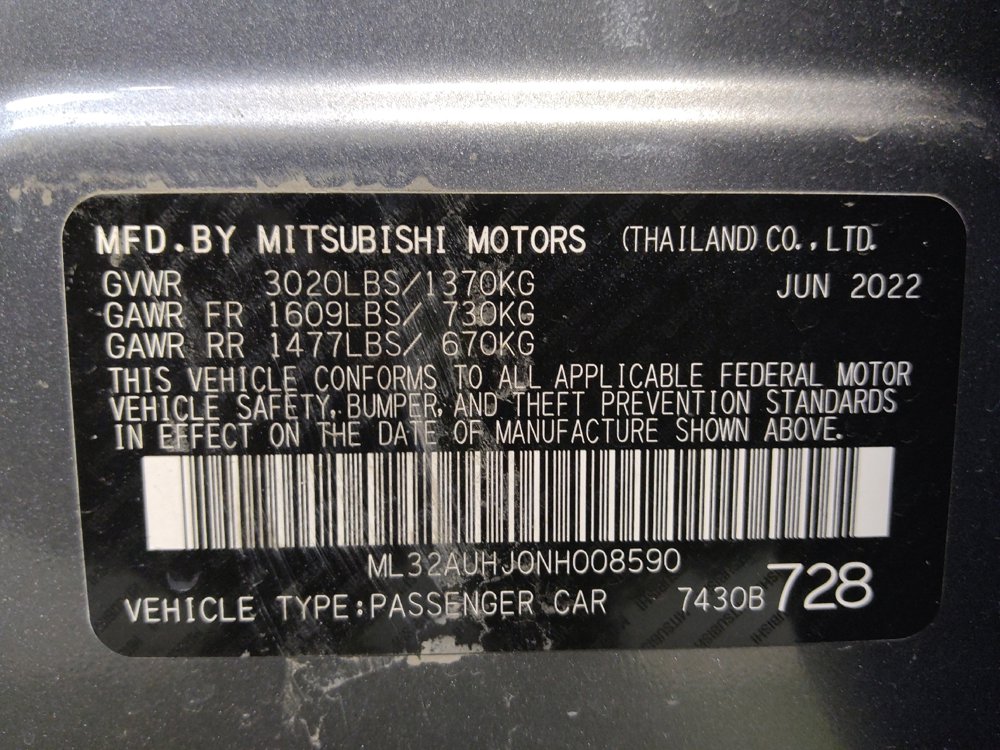 MFD.BY MITSUBISHI MOTORS (THAILAND) CO.,LTD.
GVWR 3020LBS/1370KG JUN 2022
GAWR FR 1609LBS/ 730KG
GAWR RR 1477LBS/ 670KG
THIS VEHICLE CONFORMS TO ALL APPLICABLE FEDERAL MOTOR
VEHICLE SAFETY, BUMPER, AND THEFT PREVENTION STANDARDS
IN EFFECT ON THE DATE OF MANUFACTURE SHOWN ABOVE.
ML32AUHJ0NH008590
VEHICLE TYPE:PASSENGER CAR 7430B 728